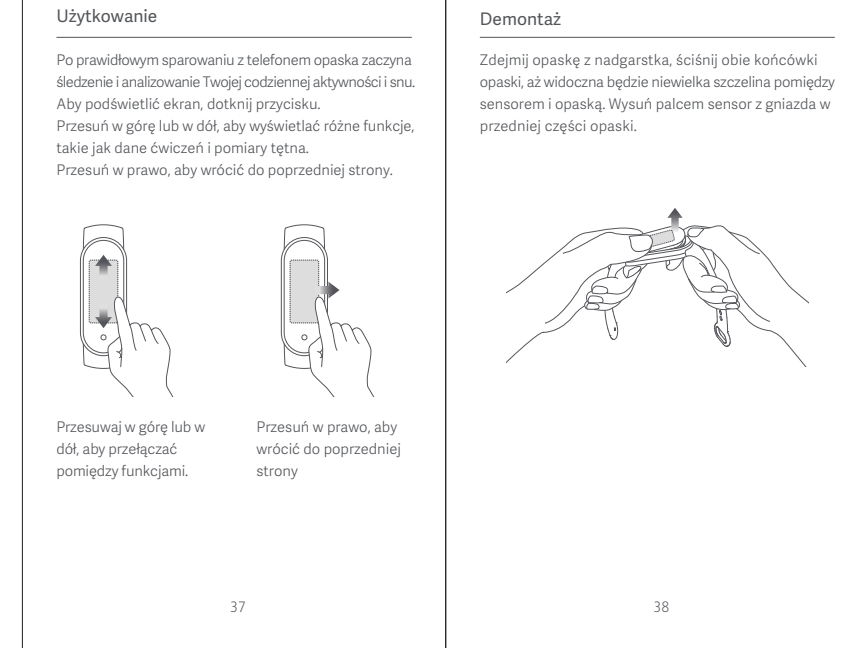 Użytkowanie
Po prawidłowym sparowaniu z telefonem opaska zaczyna
śledzenie i analizowanie Twojej codziennej aktywności i snu.
Aby podświetlić ekran, dotknij przycisku.
Przesuń w górę lub w dół, aby wyświetlać różne funkcje,
takie jak dane ćwiczeń i pomiary tętna.
Przesuń w prawo, aby wrócić do poprzedniej strony.
Przesuwaj w górę lub w
dół, aby przełączać
pomiędzy funkcjami.
Przesuń w prawo, aby
wrócić do poprzedniej
strony
37
Demontaż
Zdejmij opaskę z nadgarstka, ściśnij obie końcówki
opaski, aż widoczna będzie niewielka szczelina pomiędzy
sensorem i opaską. Wysuń palcem sensor z gniazda w
przedniej części opaski.
38